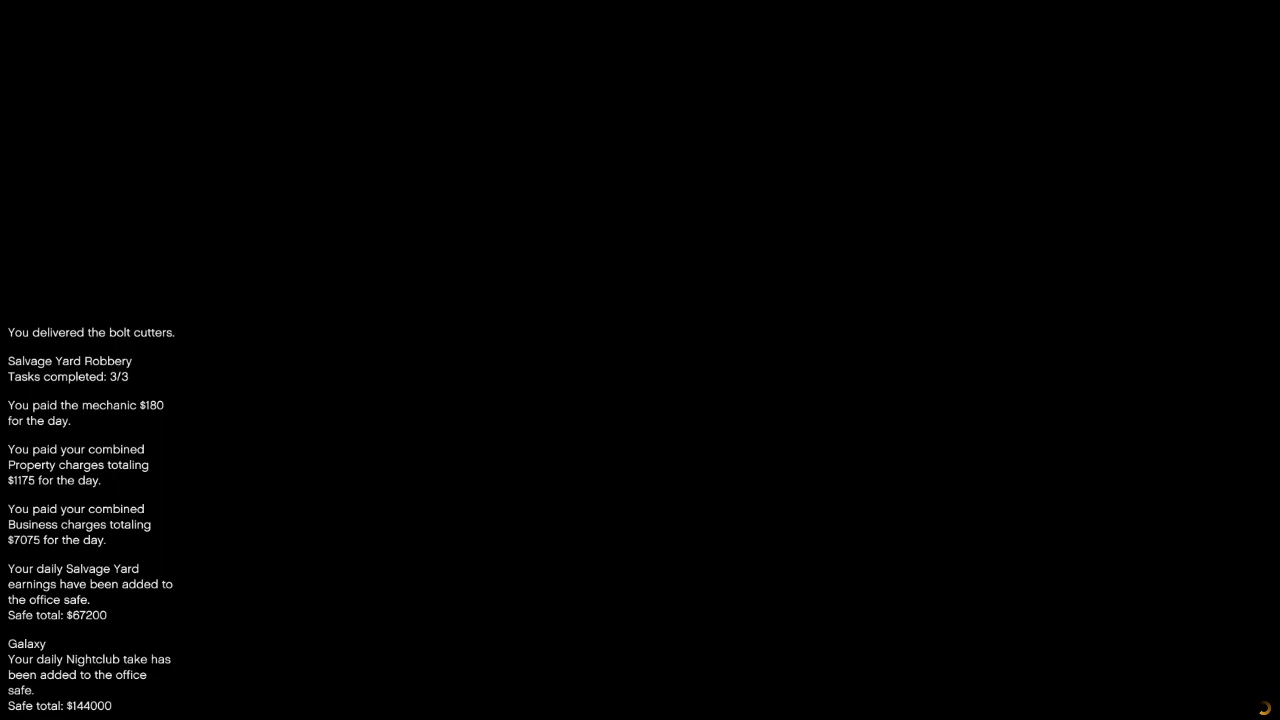 You delivered the bolt cutters.
Salvage Yard Robbery
Tasks completed: 3/3
You paid the mechanic $180
for the day.
You paid your combined
Property charges totaling
$1175 for the day.
You paid your combined
Business charges totaling
$7075 for the day.
Your daily Salvage Yard
earnings have been added to
the office safe.
Safe total: $67200
Galaxy
Your daily Nightclub take has
been added to the office
safe.
Safe total: $144000